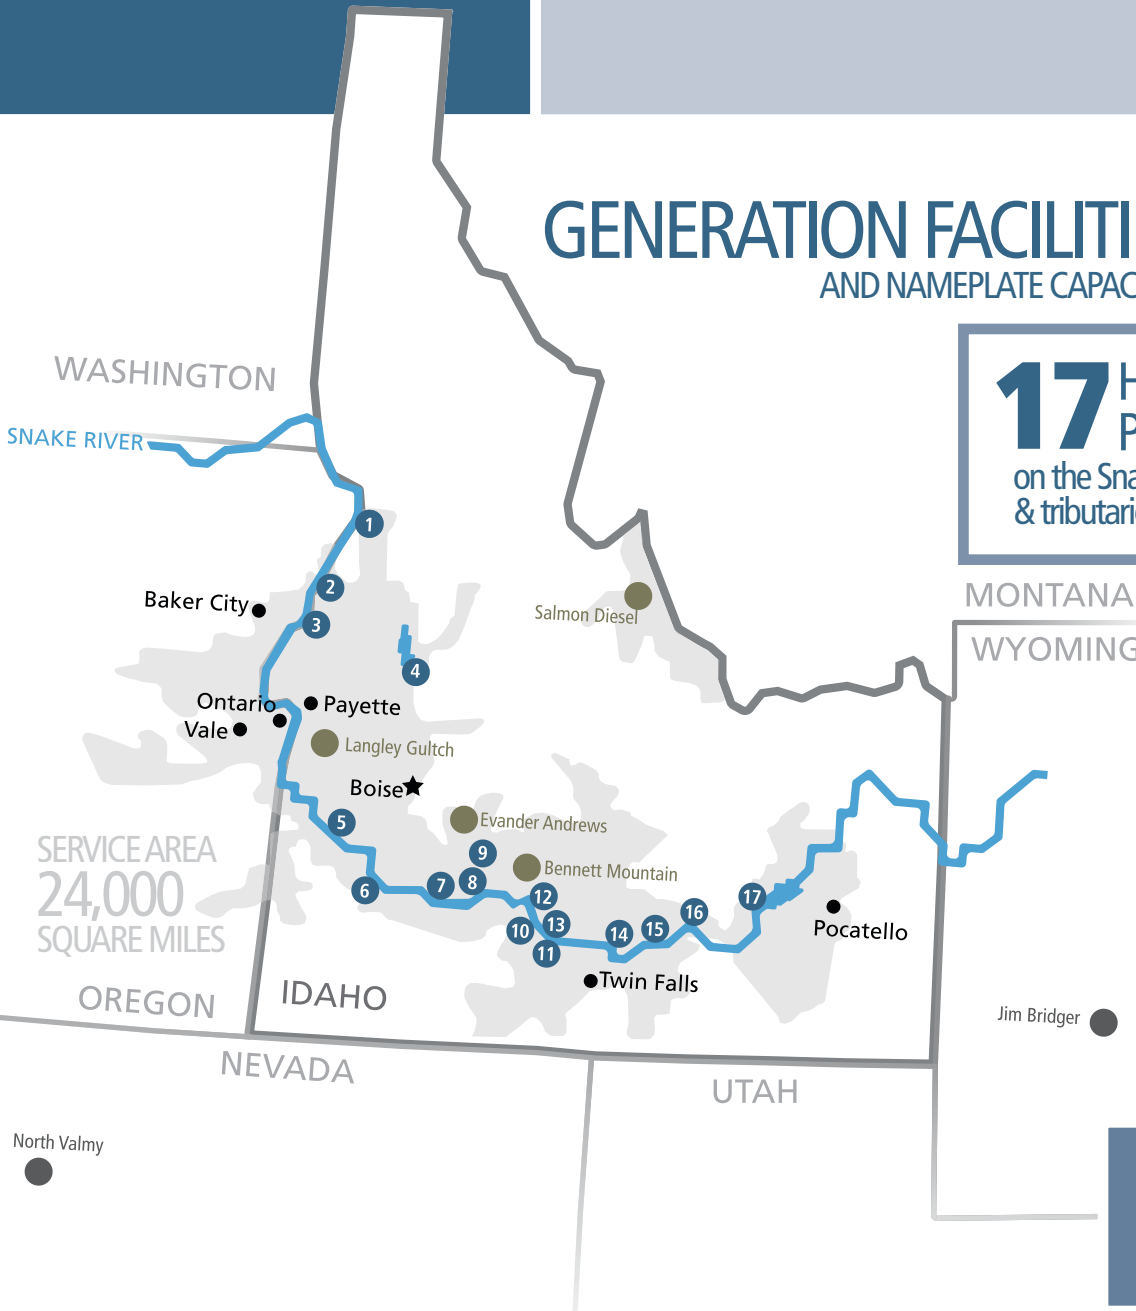 GENERATION FACILITI
AND NAMEPLATE CAPAC
17
H
P
on the Sna
& tributari
WASHINGTON
SNAKE RIVER
MONTANA
WYOMING
1
2
3
4
Baker City
Salmon Diesel
Ontario
Payette
Vale
Langley Gultch
Boise
SERVICE AREA
24,000
SQUARE MILES
5
Evander Andrews
9
Bennett Mountain
6
7
8
12
10
13
11
14
15
16
17
Pocatello
Twin Falls
OREGON
IDAHO
Jim Bridger
NEVADA
UTAH
North Valmy